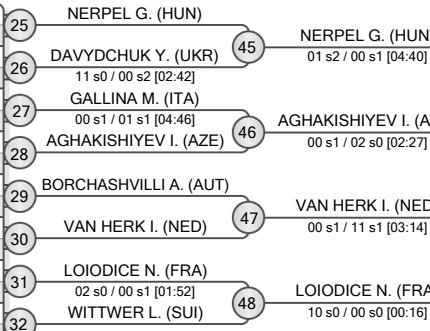 25 NERPEL G. (HUN)
45 NERPEL G. (HUN
26 DAVYDCHUK Y. (UKR) 01 s2 / 00 s1 [04:40]
11 s0 / 00 s2 [02:42]
27 GALLINA M. (ITA)
00 s1 / 01 s1 [04:46]
46 AGHAKISHIYEV I. (A
28 AGHAKISHIYEV I. (AZE) 00 s1 / 02 s0 [02:27]
29 BORCHASHVILLI A. (AUT)
47 VAN HERK I. (NED
30 VAN HERK I. (NED) 00 s1 / 11 s1 [03:14]
31 LOIODICE N. (FRA)
02 s0 / 00 s1 [01:52]
48 LOIODICE N. (FRA
32 WITTWER L. (SUI) 10 s0 / 00 s0 [00:16]